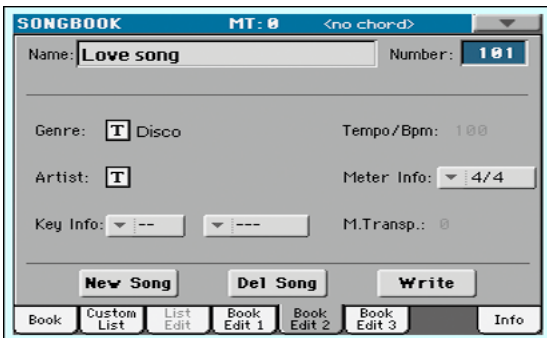 SONGBOOK MT:0 <no chord>
Name: Love song Number: 101
Genre: T Disco Tempo/Bpm: 100
Artist: T Meter Info: 4/4
Key Info: -- --- M.Transp.: 0
New Song Del Song Write
Book Custom List List Edit Book Edit 1 Book Edit 2 Book Edit 3 Info